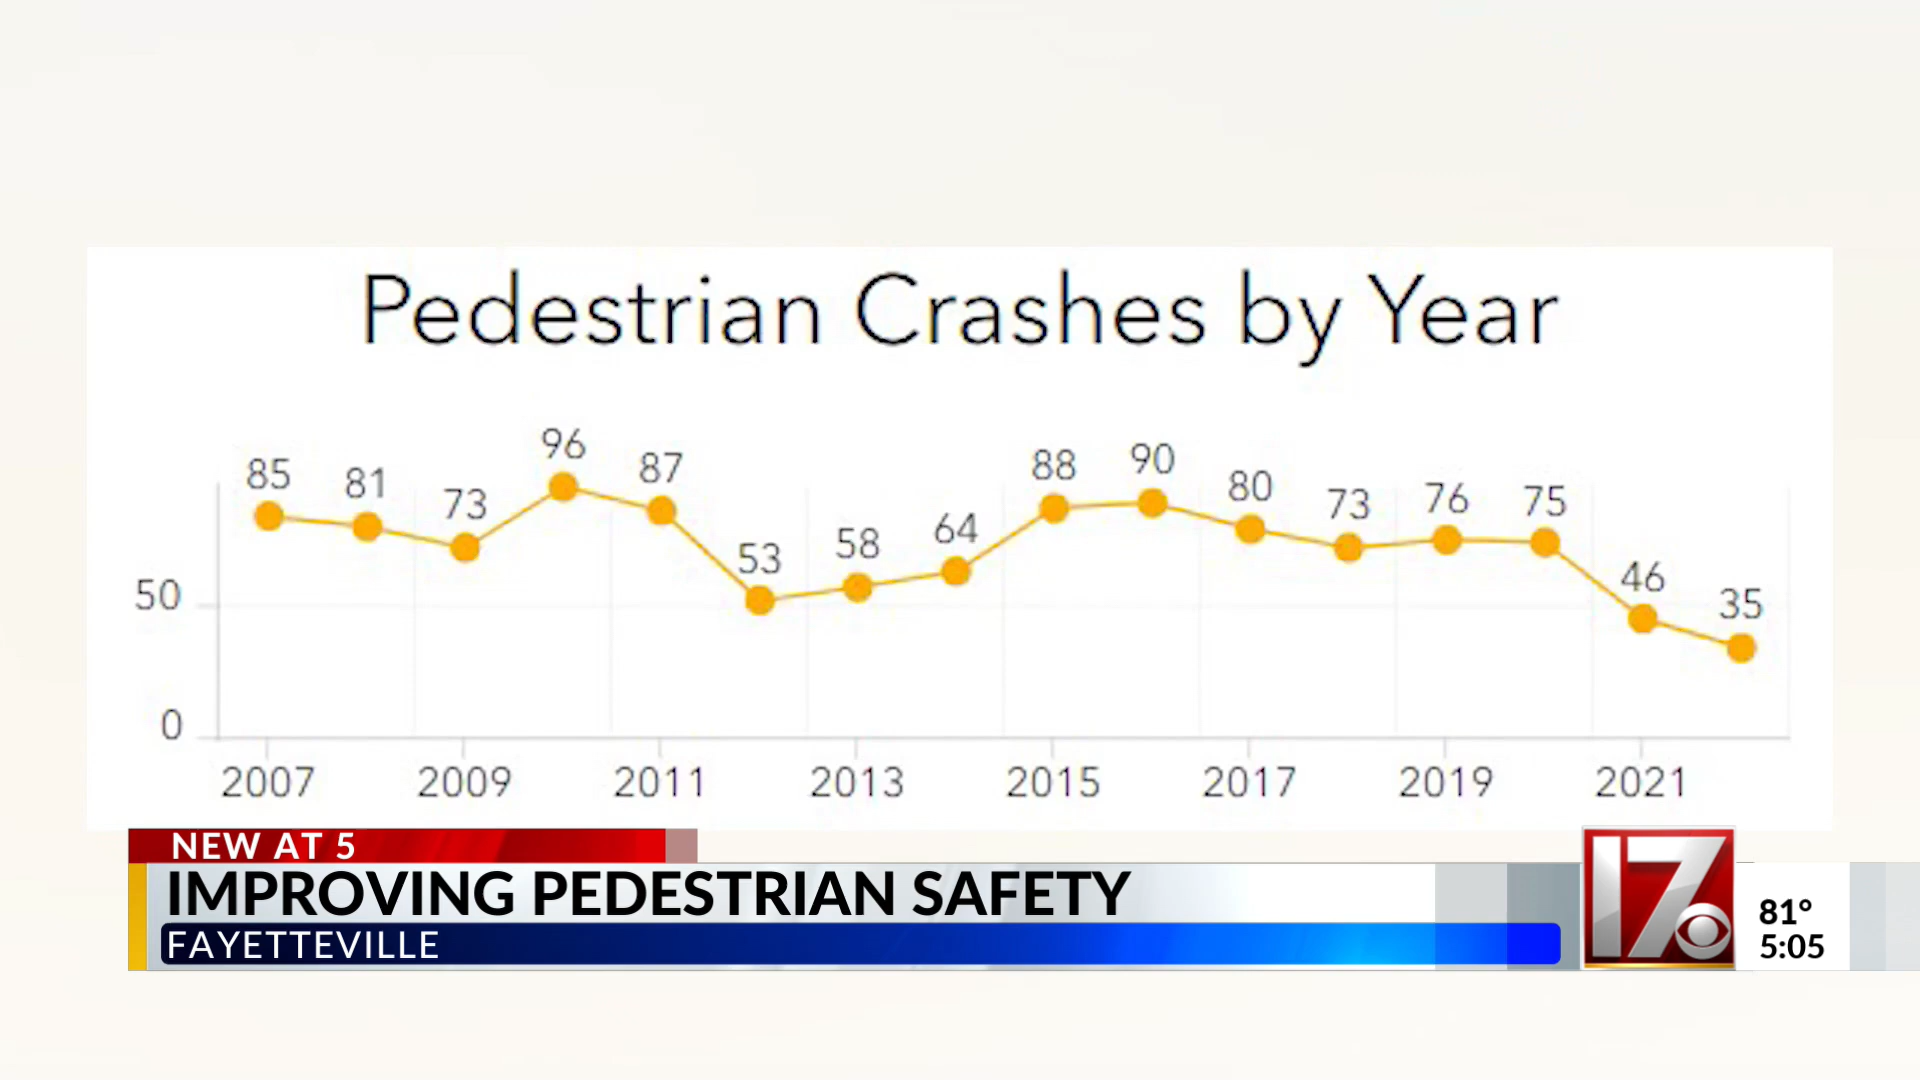 Pedestrian Crashes by Year
85 81 73 96 87 53 58 64 88 90 80 73 76 75 46 35
50
0
2007 2009 2011 2013 2015 2017 2019 2021
NEW AT 5
IMPROVING PEDESTRIAN SAFETY
FAYETTEVILLE
17
81°
5:05